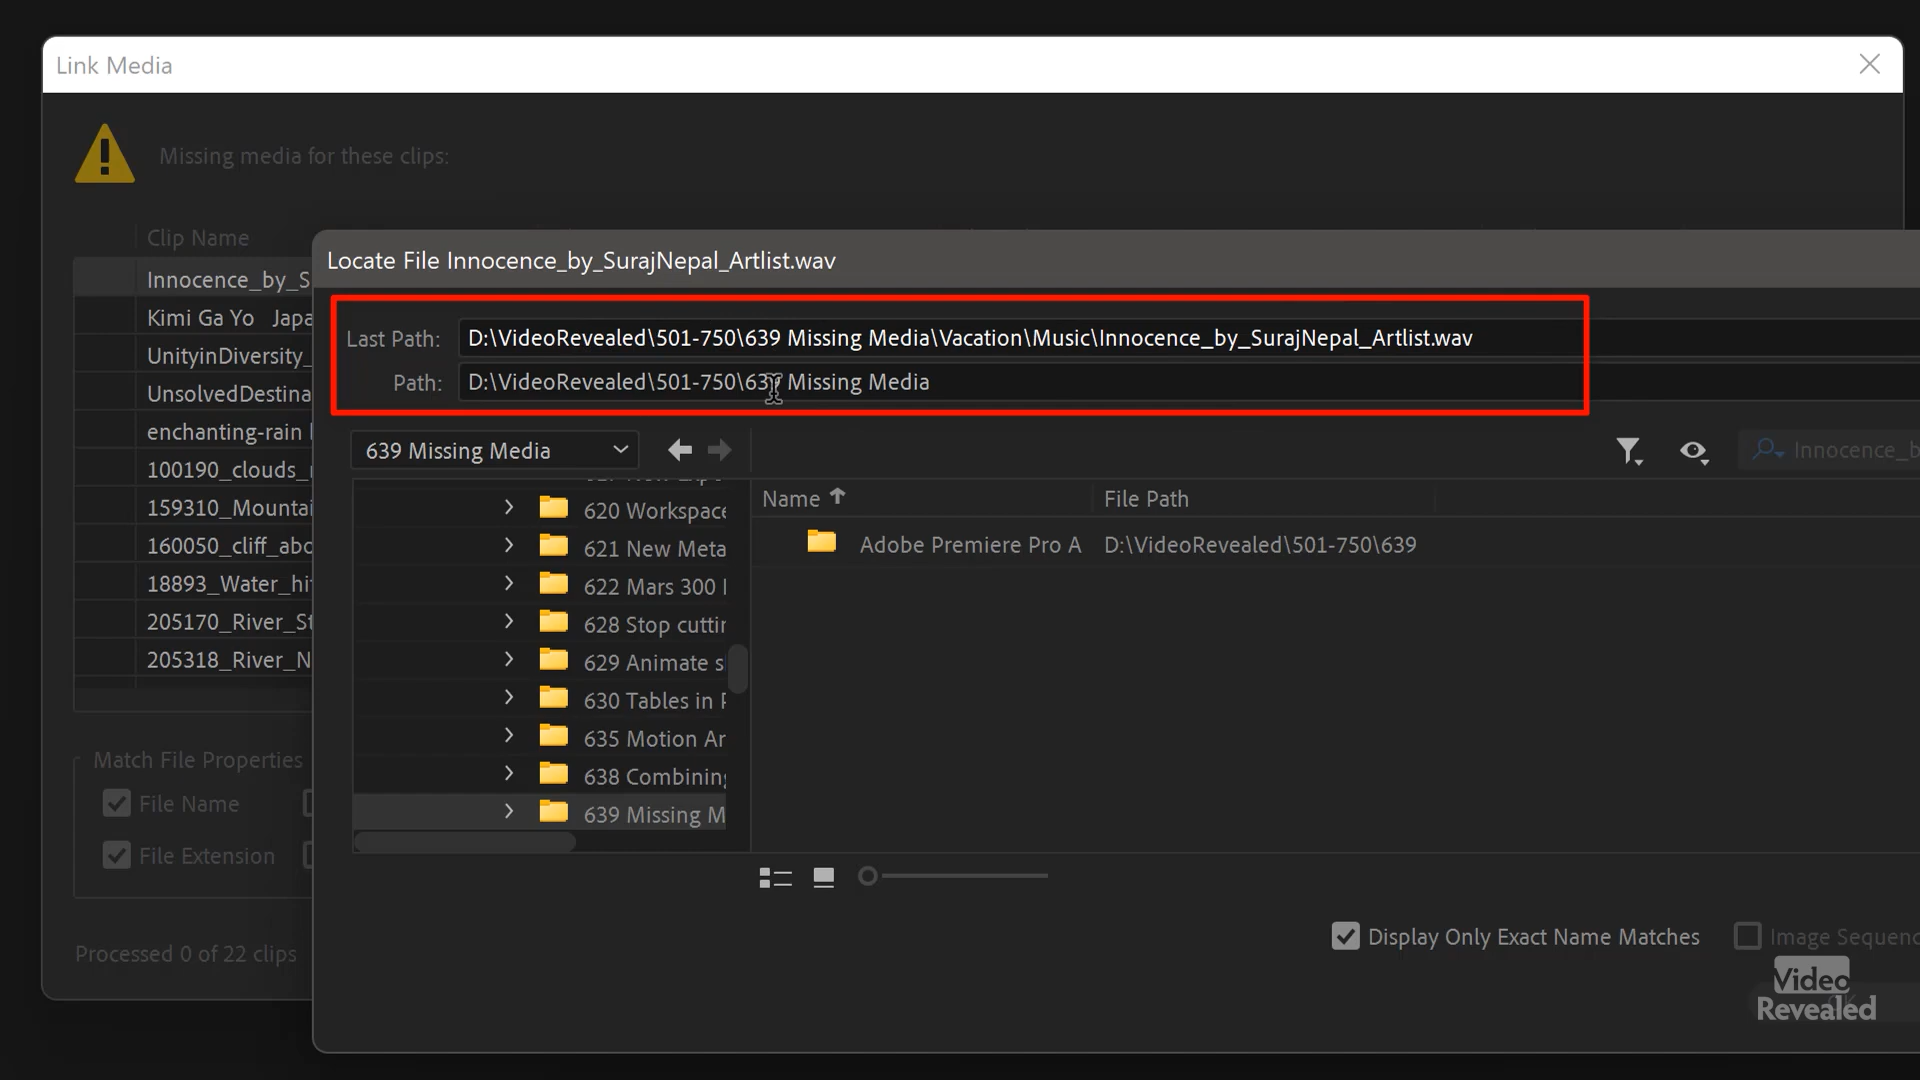 Link Media
Missing media for these clips:
Clip Name
Innocence_by_S
Kimi Ga Yo Japa
UnityinDiversity_
UnsolvedDestina
enchanting-rain
100190_clouds_
159310_Mountai
160050_cliff_abo
18893_Water_hi
205170_River_St
205318_River_N
Match File Properties
File Name
File Extension
Processed 0 of 22 clips
Locate File Innocence_by_SurajNepal_Artlist.wav
Last Path: D:\VideoRevealed\501-750\639 Missing Media\Vacation\Music\Innocence_by_SurajNepal_Artlist.wav
Path: D:\VideoRevealed\501-750\639 Missing Media
639 Missing Media
Innocence_b
620 Workspace
621 New Meta
622 Mars 300
628 Stop cuttin
629 Animate s
630 Tables in
635 Motion Ar
638 Combining
639 Missing M
Name File Path
Adobe Premiere Pro A D:\VideoRevealed\501-750\639
Display Only Exact Name Matches
Image Sequenc
Video
Revealed